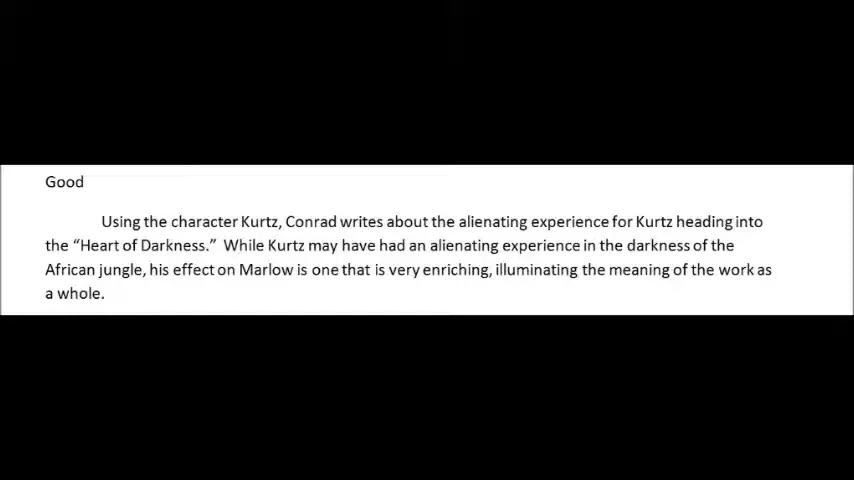 Good
Using the character Kurtz, Conrad writes about the alienating experience for Kurtz heading into
the “Heart of Darkness.”  While Kurtz may have had an alienating experience in the darkness of the
African jungle, his effect on Marlow is one that is very enriching, illuminating the meaning of the work as
a whole.